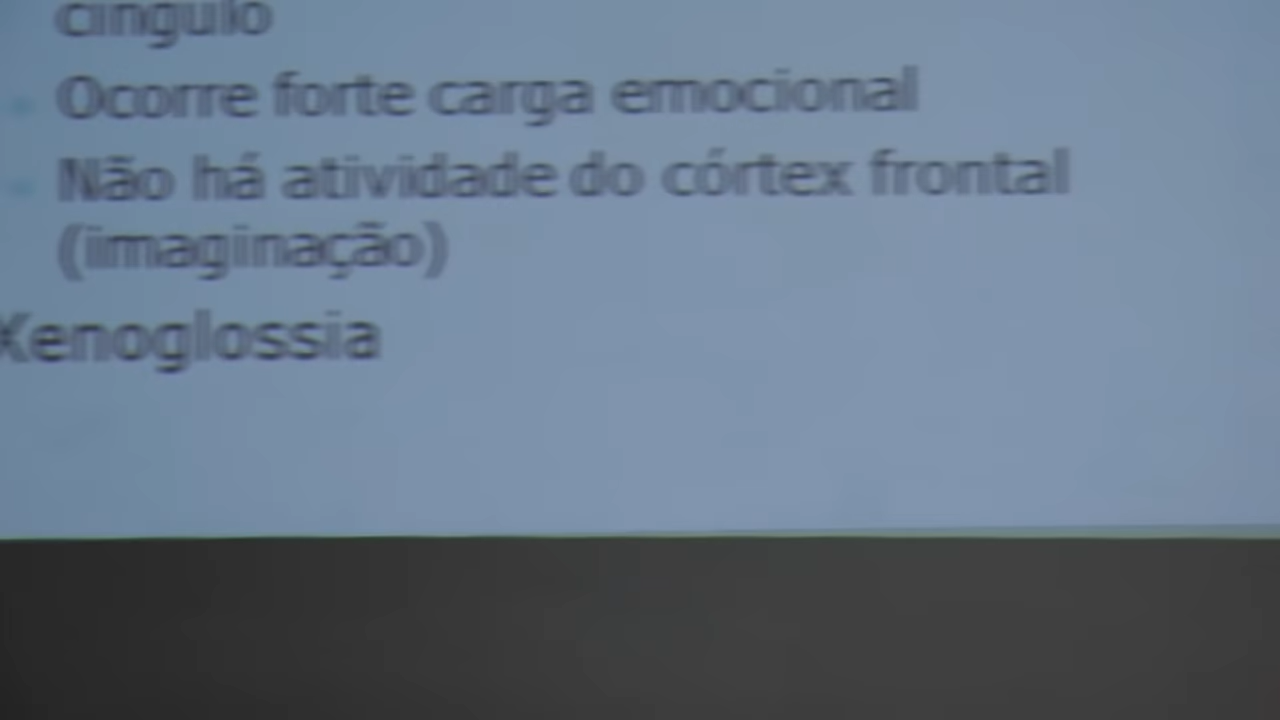 cíngulo
Ocorre forte carga emocional
Não há atividade do córtex frontal
(imaginação)
Xenoglossia